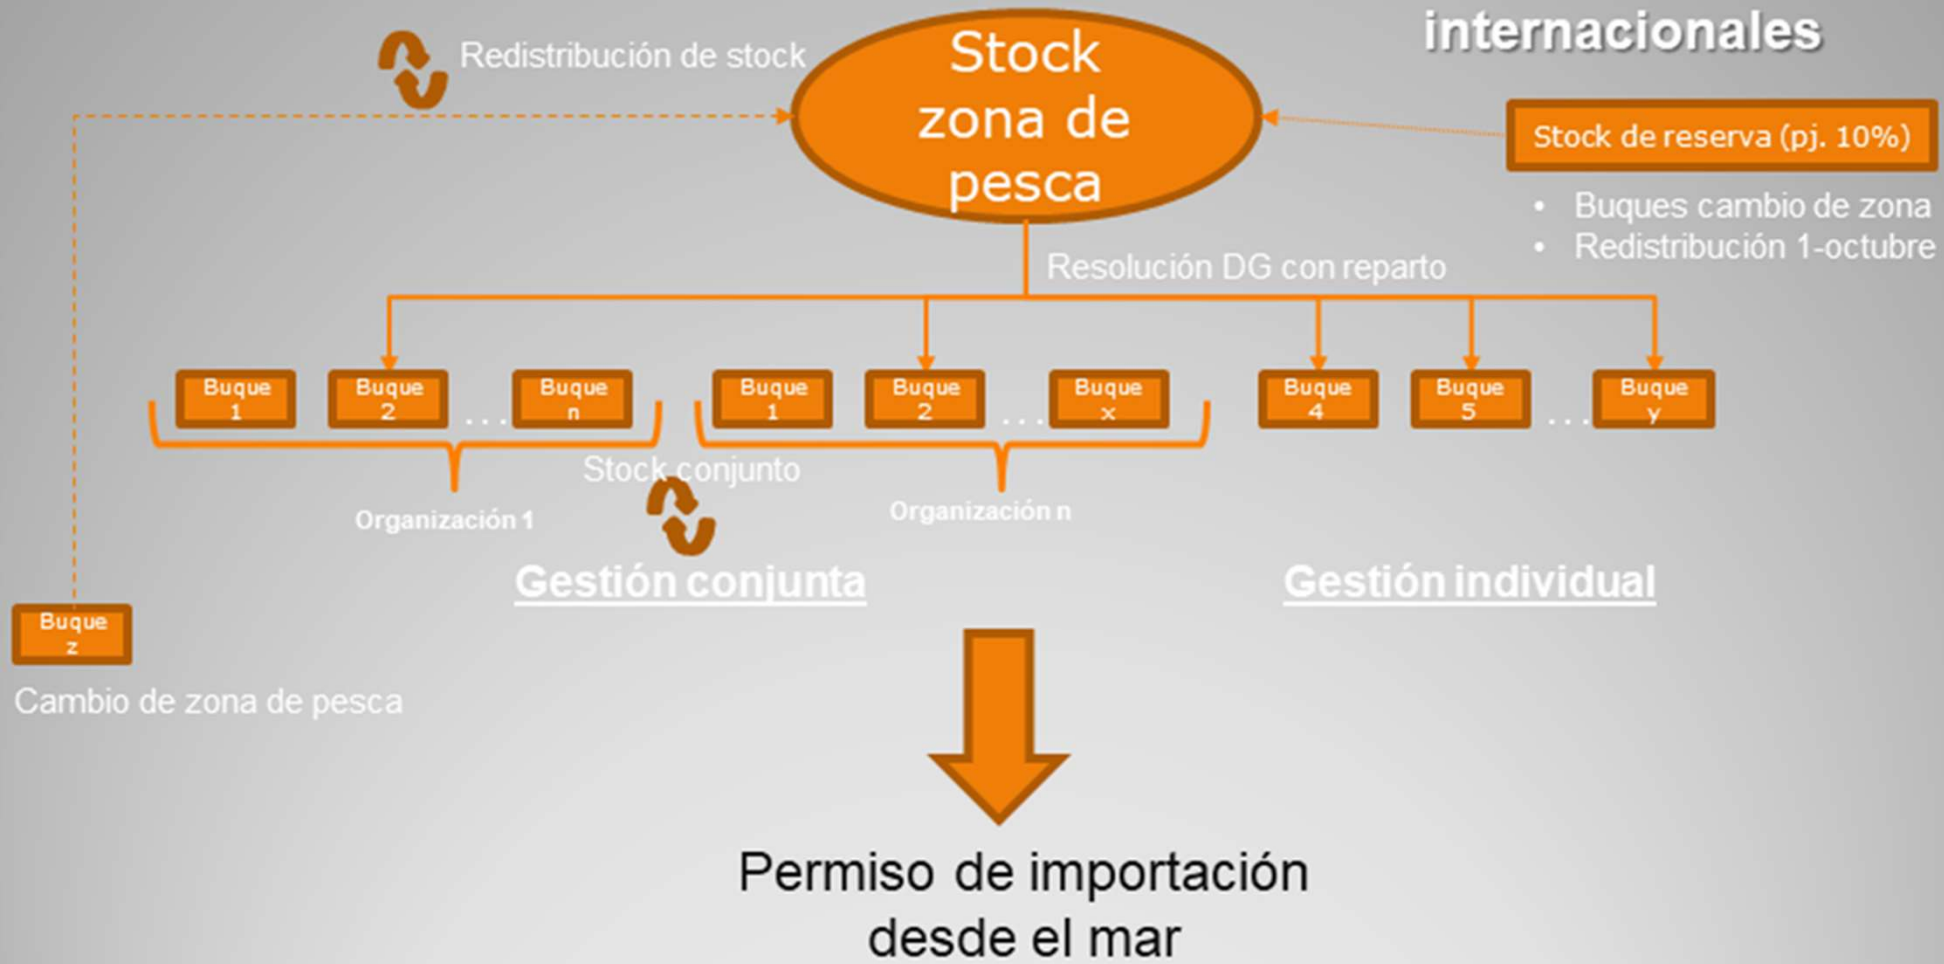 internacionales
Redistribución de stock
Stock
zona de
pesca
Stock de reserva (pj. 10%)
• Buques cambio de zona
• Redistribución 1-octubre
Resolución DG con reparto
Buque
1
Buque
2
...
Buque
n
Buque
1
Buque
2
...
Buque
x
Buque
4
Buque
5
...
Buque
y
Stock conjunto
Organización 1
Organización n
Gestión conjunta
Gestión individual
Buque
z
Cambio de zona de pesca
Permiso de importación
desde el mar